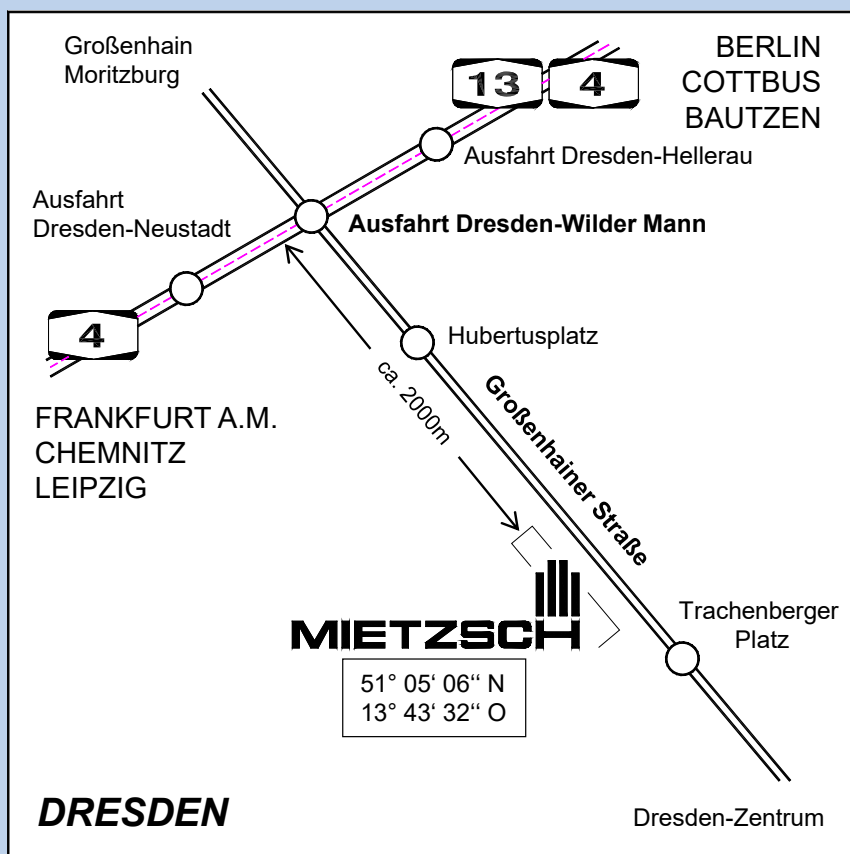 Großenhain
Moritzburg
BERLIN
COTTBUS
BAUTZEN
13
4
Ausfahrt Dresden-Hellerau
Ausfahrt
Dresden-Neustadt
Ausfahrt Dresden-Wilder Mann
4
Hubertusplatz
ca. 2000m
Großenhainer Straße
FRANKFURT A.M.
CHEMNITZ
LEIPZIG
MIETZSCH
Trachenberger
Platz
51° 05‘ 06“ N
13° 43‘ 32“ O
DRESDEN
Dresden-Zentrum